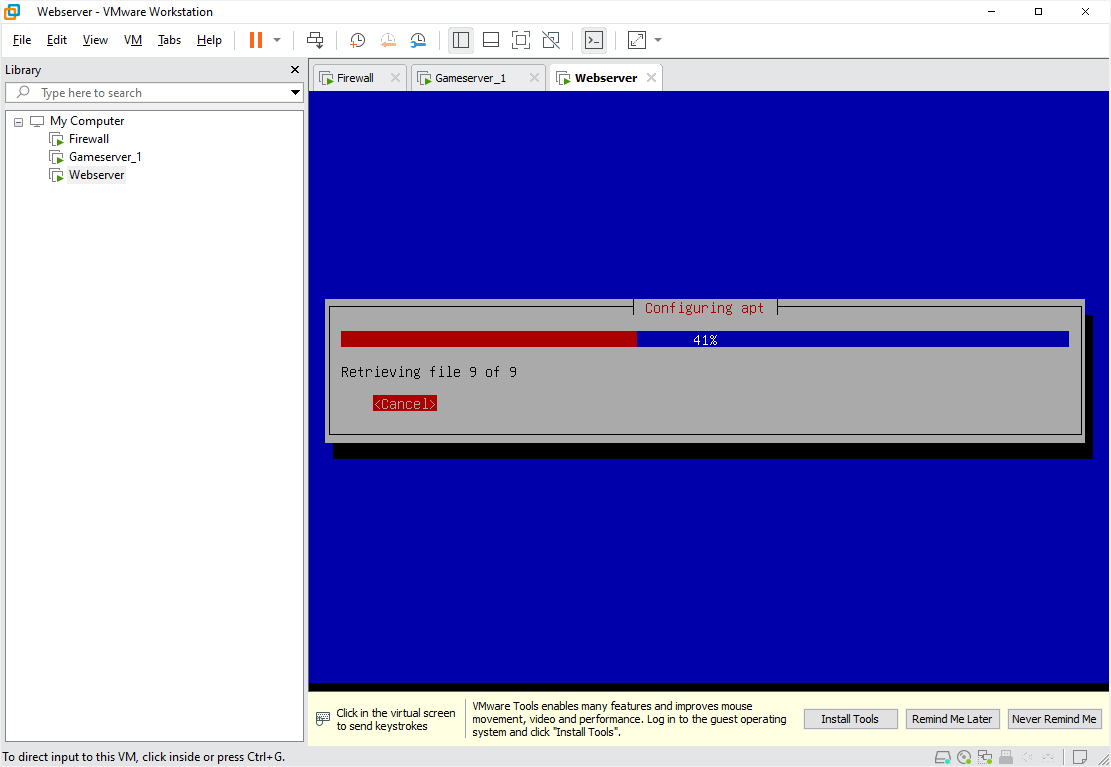 Webserver - VMware Workstation
File Edit View VM Tabs Help
Library
Type here to search
My Computer
Firewall
Gameserver_1
Webserver
Firewall Gameserver_1 Webserver
Configuring apt
41%
Retrieving file 9 of 9
<Cancel>
Click in the virtual screen
to send keystrokes
VMware Tools enables many features and improves mouse
movement, video and performance. Log in to the guest operating
system and click "Install Tools".
Install Tools Remind Me Later Never Remind Me
To direct input to this VM, click inside or press Ctrl+G.